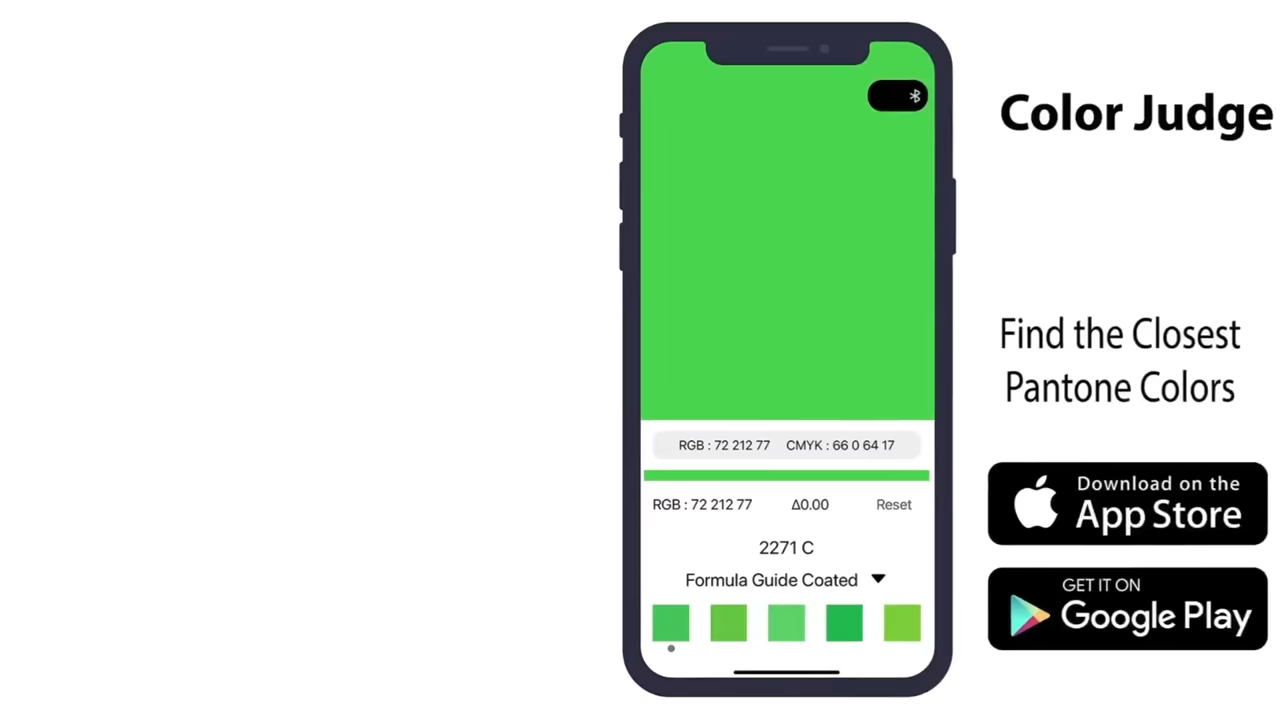 Color Judge
RGB : 72 212 77 CMYK : 66 0 64 17
RGB : 72 212 77 Δ0.00 Reset
2271 C
Formula Guide Coated
Find the Closest
Pantone Colors
Download on the
App Store
GET IT ON
Google Play